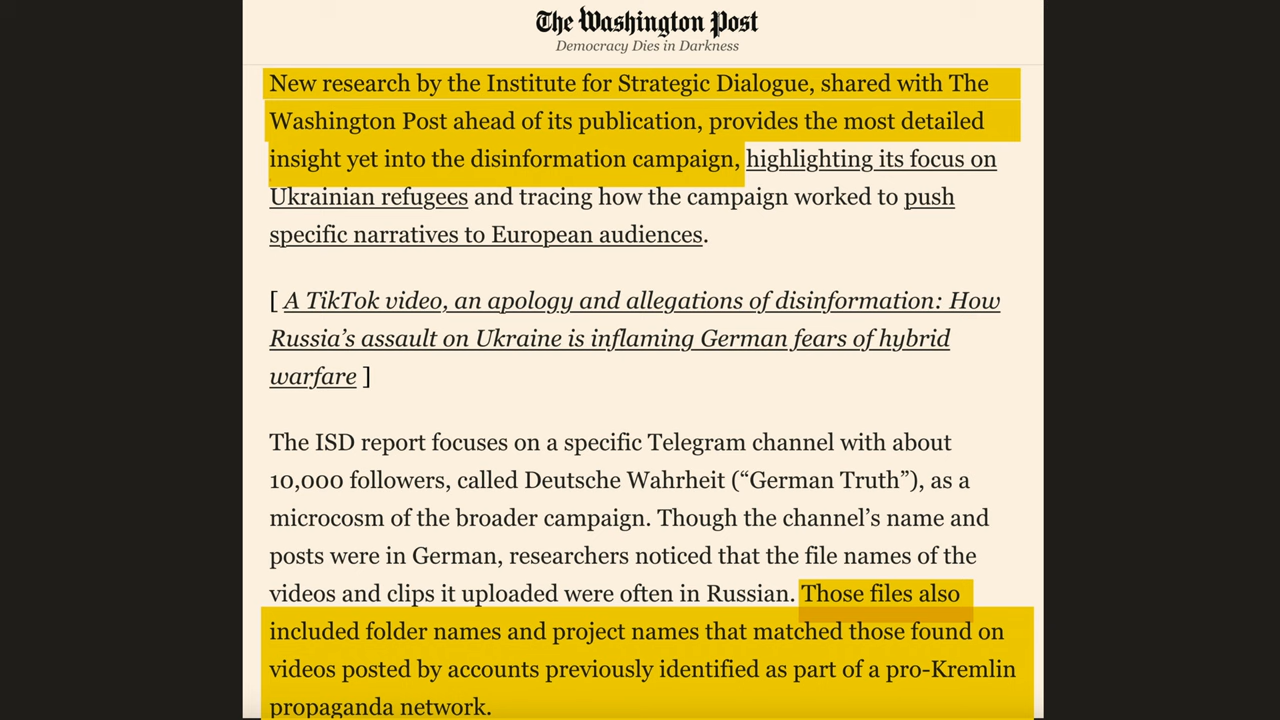 The Washington Post
Democracy Dies in Darkness
New research by the Institute for Strategic Dialogue, shared with The
Washington Post ahead of its publication, provides the most detailed
insight yet into the disinformation campaign, highlighting its focus on
Ukrainian refugees and tracing how the campaign worked to push
specific narratives to European audiences.
[ A TikTok video, an apology and allegations of disinformation: How
Russia’s assault on Ukraine is inflaming German fears of hybrid
warfare ]
The ISD report focuses on a specific Telegram channel with about
10,000 followers, called Deutsche Wahrheit (“German Truth”), as a
microcosm of the broader campaign. Though the channel’s name and
posts were in German, researchers noticed that the file names of the
videos and clips it uploaded were often in Russian. Those files also
included folder names and project names that matched those found on
videos posted by accounts previously identified as part of a pro-Kremlin
propaganda network.